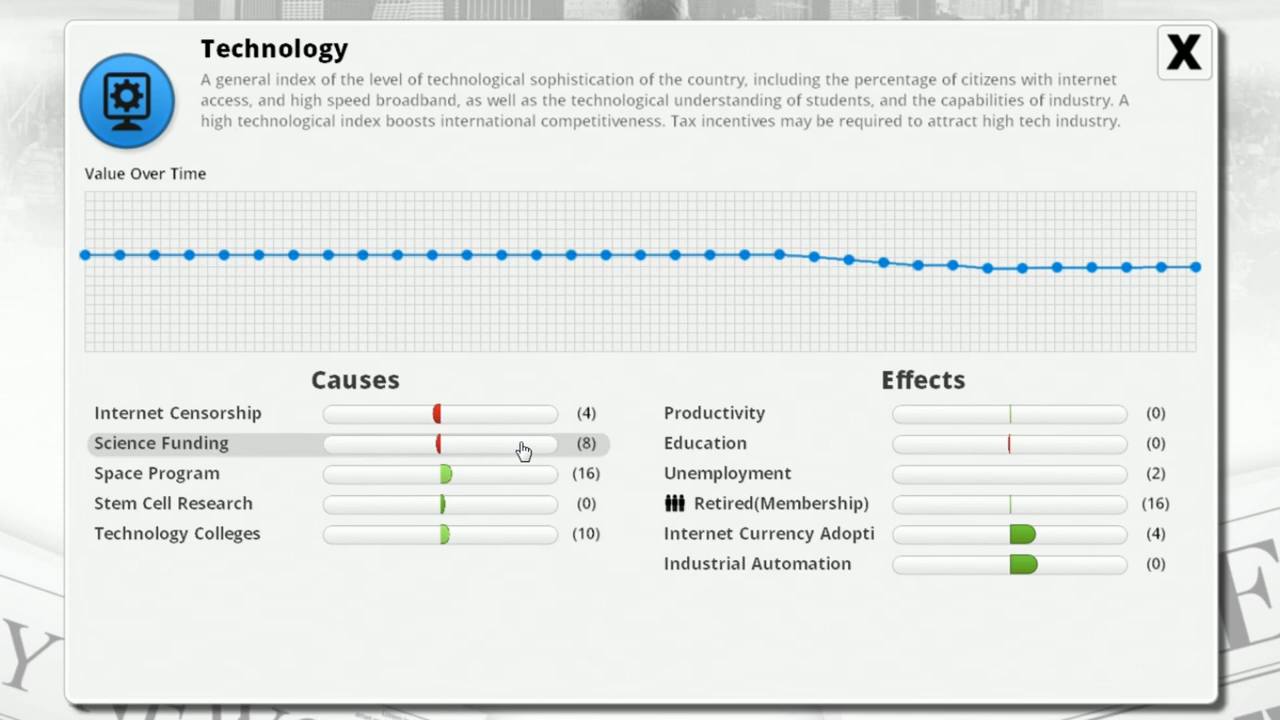 Technology
X
A general index of the level of technological sophistication of the country, including the percentage of citizens with internet
access, and high speed broadband, as well as the technological understanding of students, and the capabilities of industry. A
high technological index boosts international competitiveness. Tax incentives may be required to attract high tech industry.
Value Over Time
Causes
Internet Censorship (4)
Science Funding (8)
Space Program (16)
Stem Cell Research (0)
Technology Colleges (10)
Effects
Productivity (0)
Education (0)
Unemployment (2)
Retired(Membership) (16)
Internet Currency Adopti (4)
Industrial Automation (0)